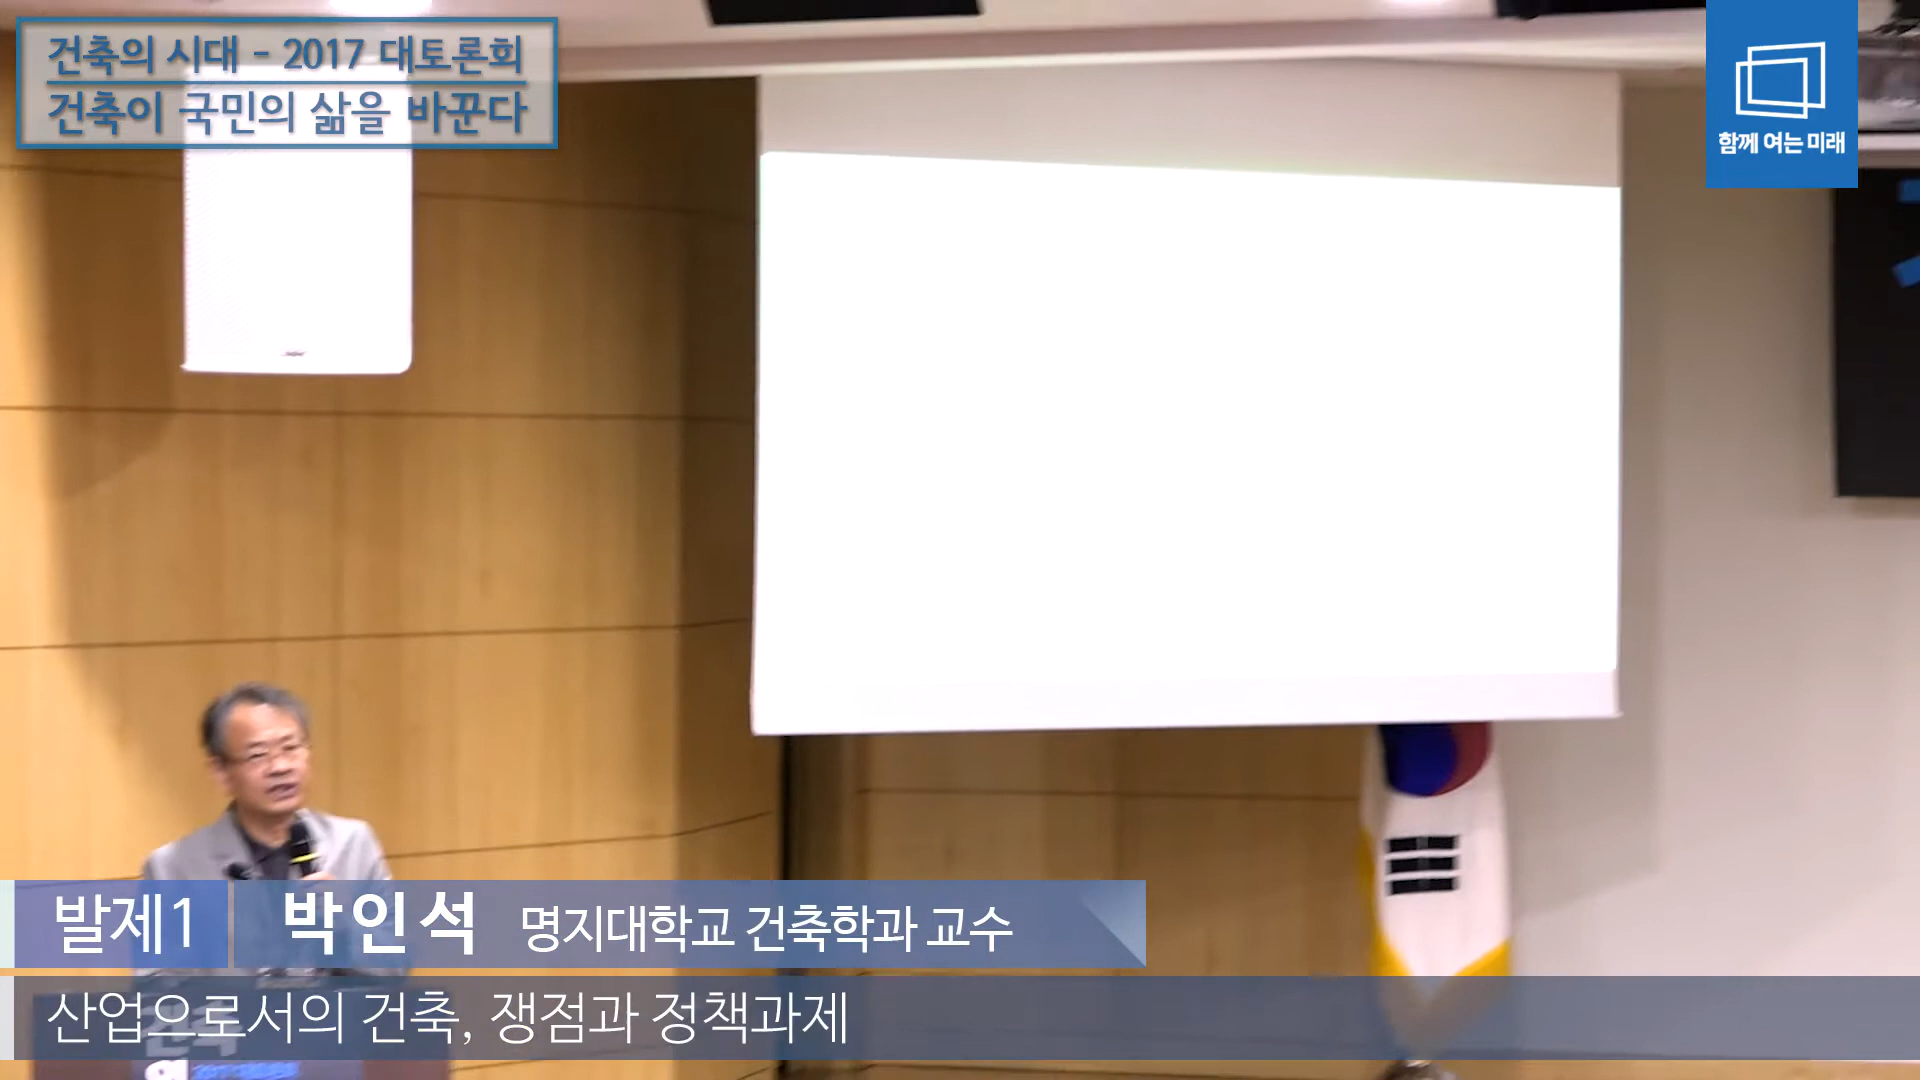 건축의 시대 - 2017 대토론회
건축이 국민의 삶을 바꾼다
함께 여는 미래
발제1 박인석 명지대학교 건축학과 교수
산업으로서의 건축, 쟁점과 정책과제